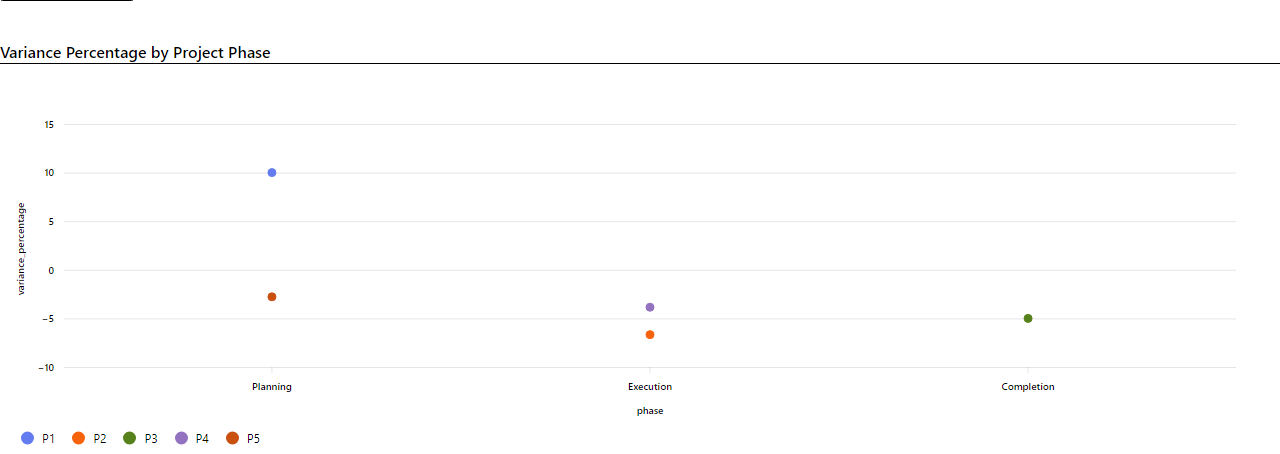 Variance Percentage by Project Phase
15
10
5
0
−5
−10
variance_percentage
Planning Execution Completion
phase
P1 P2 P3 P4 P5